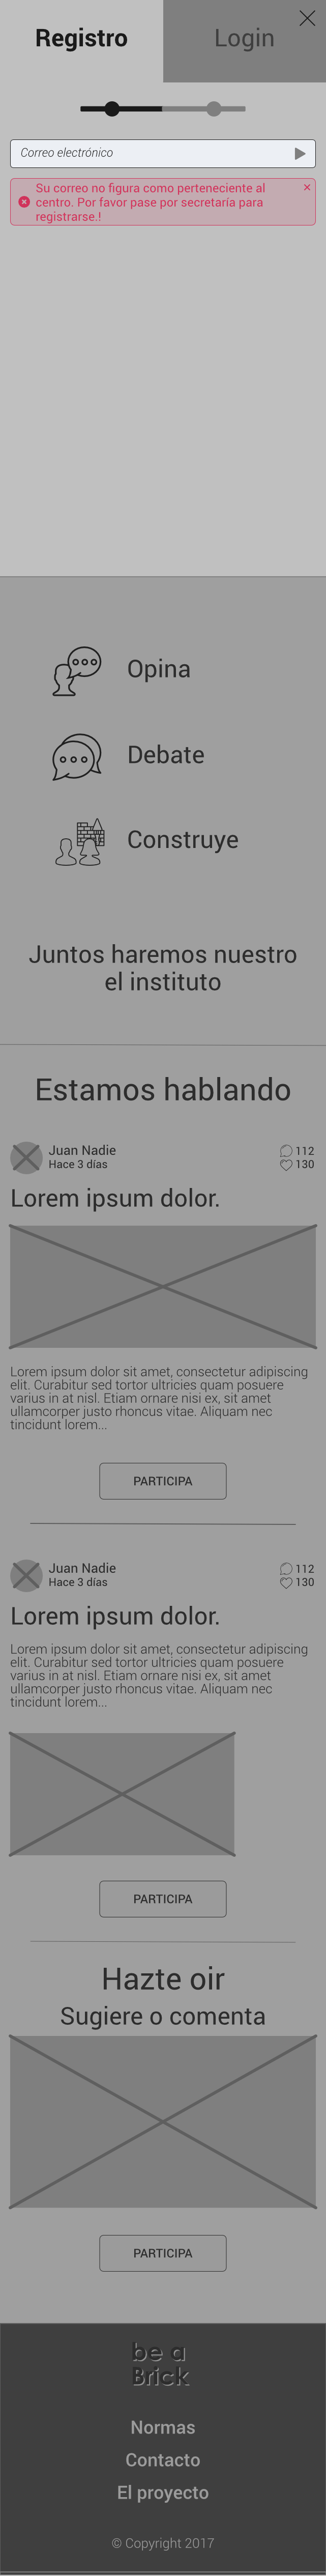 Registro
Login
Correo electrónico
Su correo no figura como perteneciente al
centro. Por favor pase por secretaría para
registrarse.!
Opina
Debate
Construye
Juntos haremos nuestro
el instituto
Estamos hablando
Juan Nadie
Hace 3 días
112
130
Lorem ipsum dolor.
Lorem ipsum dolor sit amet, consectetur adipiscing
elit. Curabitur sed tortor ultricies quam posuere
varius in at nisl. Etiam ornare nisi ex, sit amet
ullamcorper justo rhoncus vitae. Aliquam nec
tincidunt lorem...
PARTICIPA
Juan Nadie
Hace 3 días
112
130
Lorem ipsum dolor.
Lorem ipsum dolor sit amet, consectetur adipiscing
elit. Curabitur sed tortor ultricies quam posuere
varius in at nisl. Etiam ornare nisi ex, sit amet
ullamcorper justo rhoncus vitae. Aliquam nec
tincidunt lorem...
PARTICIPA
Hazte oir
Sugiere o comenta
PARTICIPA
be a
Brick
Normas
Contacto
El proyecto
© Copyright 2017